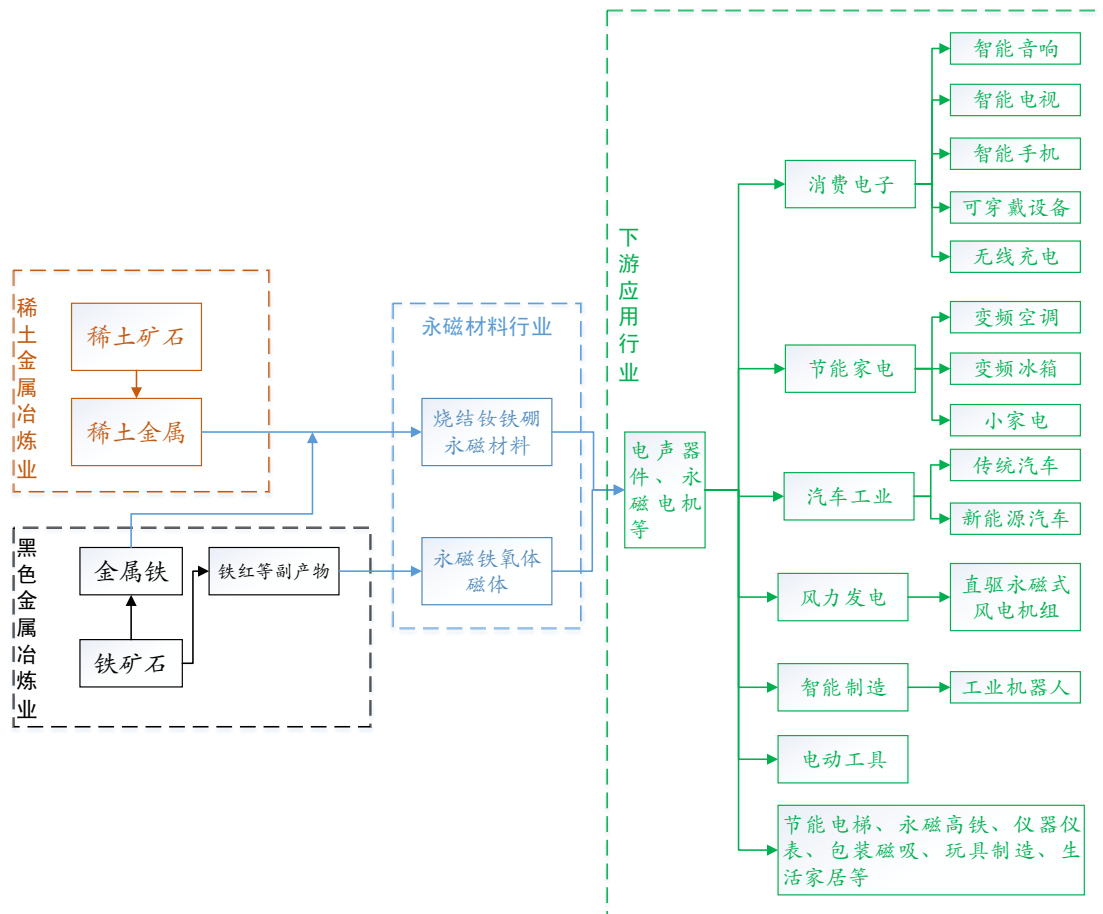 稀土金属冶炼业
稀土矿石
稀土金属
黑色金属冶炼业
金属铁
铁红等副产物
铁矿石
永磁材料行业
烧结钕铁硼
永磁材料
永磁铁氧体
磁体
下游应用行业
电声器
件、永
磁电机
等
消费电子
智能音响
智能电视
智能手机
可穿戴设备
无线充电
节能家电
变频空调
变频冰箱
小家电
汽车工业
传统汽车
新能源汽车
风力发电
直驱永磁式
风电机组
智能制造
工业机器人
电动工具
节能电梯、永磁高铁、仪器仪
表、包装磁吸、玩具制造、生
活家居等